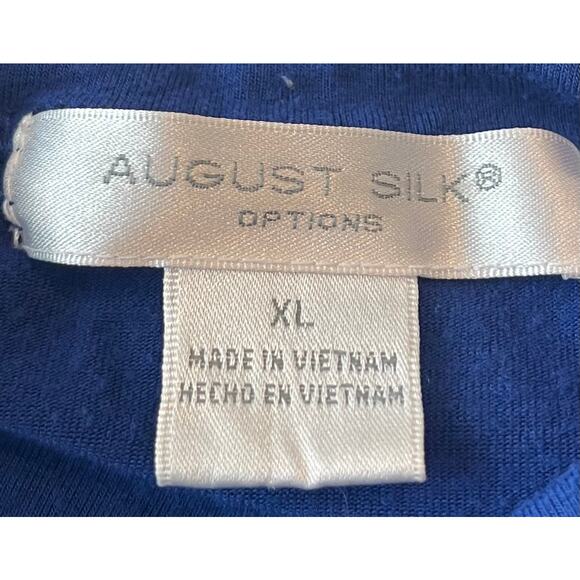 AUGUST SILK®
OPTIONS
XL
MADE IN VIETNAM
HECHO EN VIETNAM